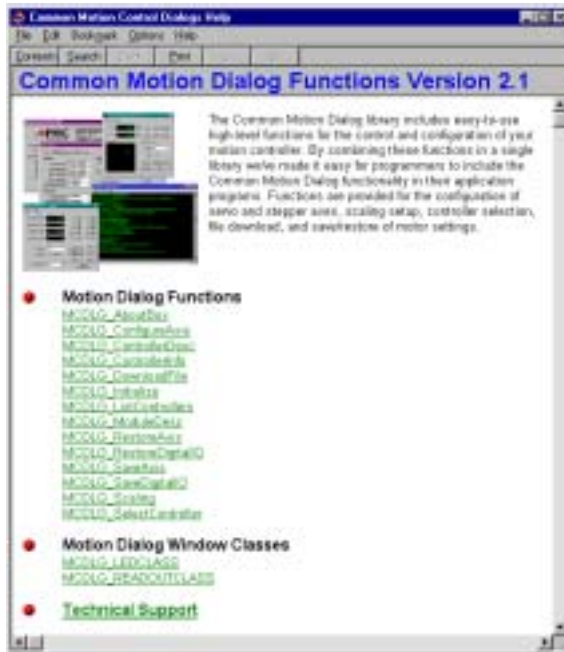 Common Motion Control Dialogs Help
File Edit Bookmark Options Help
Contents Search Print
Common Motion Dialog Functions Version 2.1
The Common Motion Dialog library includes easy-to-use
high-level functions for the control and configuration of your
motion controller. By combining these functions in a single
library we've made it easy for programmers to include the
Common Motion Dialog functionality in their application
programs. Functions are provided for the configuration of
servo and stepper axes, scaling setup, controller selection,
file download, and save/restore of motor settings.
Motion Dialog Functions
MCDLG_AboutBox
MCDLG_ConfigureAxis
MCDLG_ControllerDesc
MCDLG_ControllerInfo
MCDLG_DownloadFile
MCDLG_Initialize
MCDLG_ListControllers
MCDLG_ModuleDesc
MCDLG_RestoreAxis
MCDLG_RestoreDigitalIO
MCDLG_SaveAxis
MCDLG_SaveDigitalIO
MCDLG_Scaling
MCDLG_SelectController
Motion Dialog Window Classes
MCDLG_LEDCLASS
MCDLG_READOUTCLASS
Technical Support